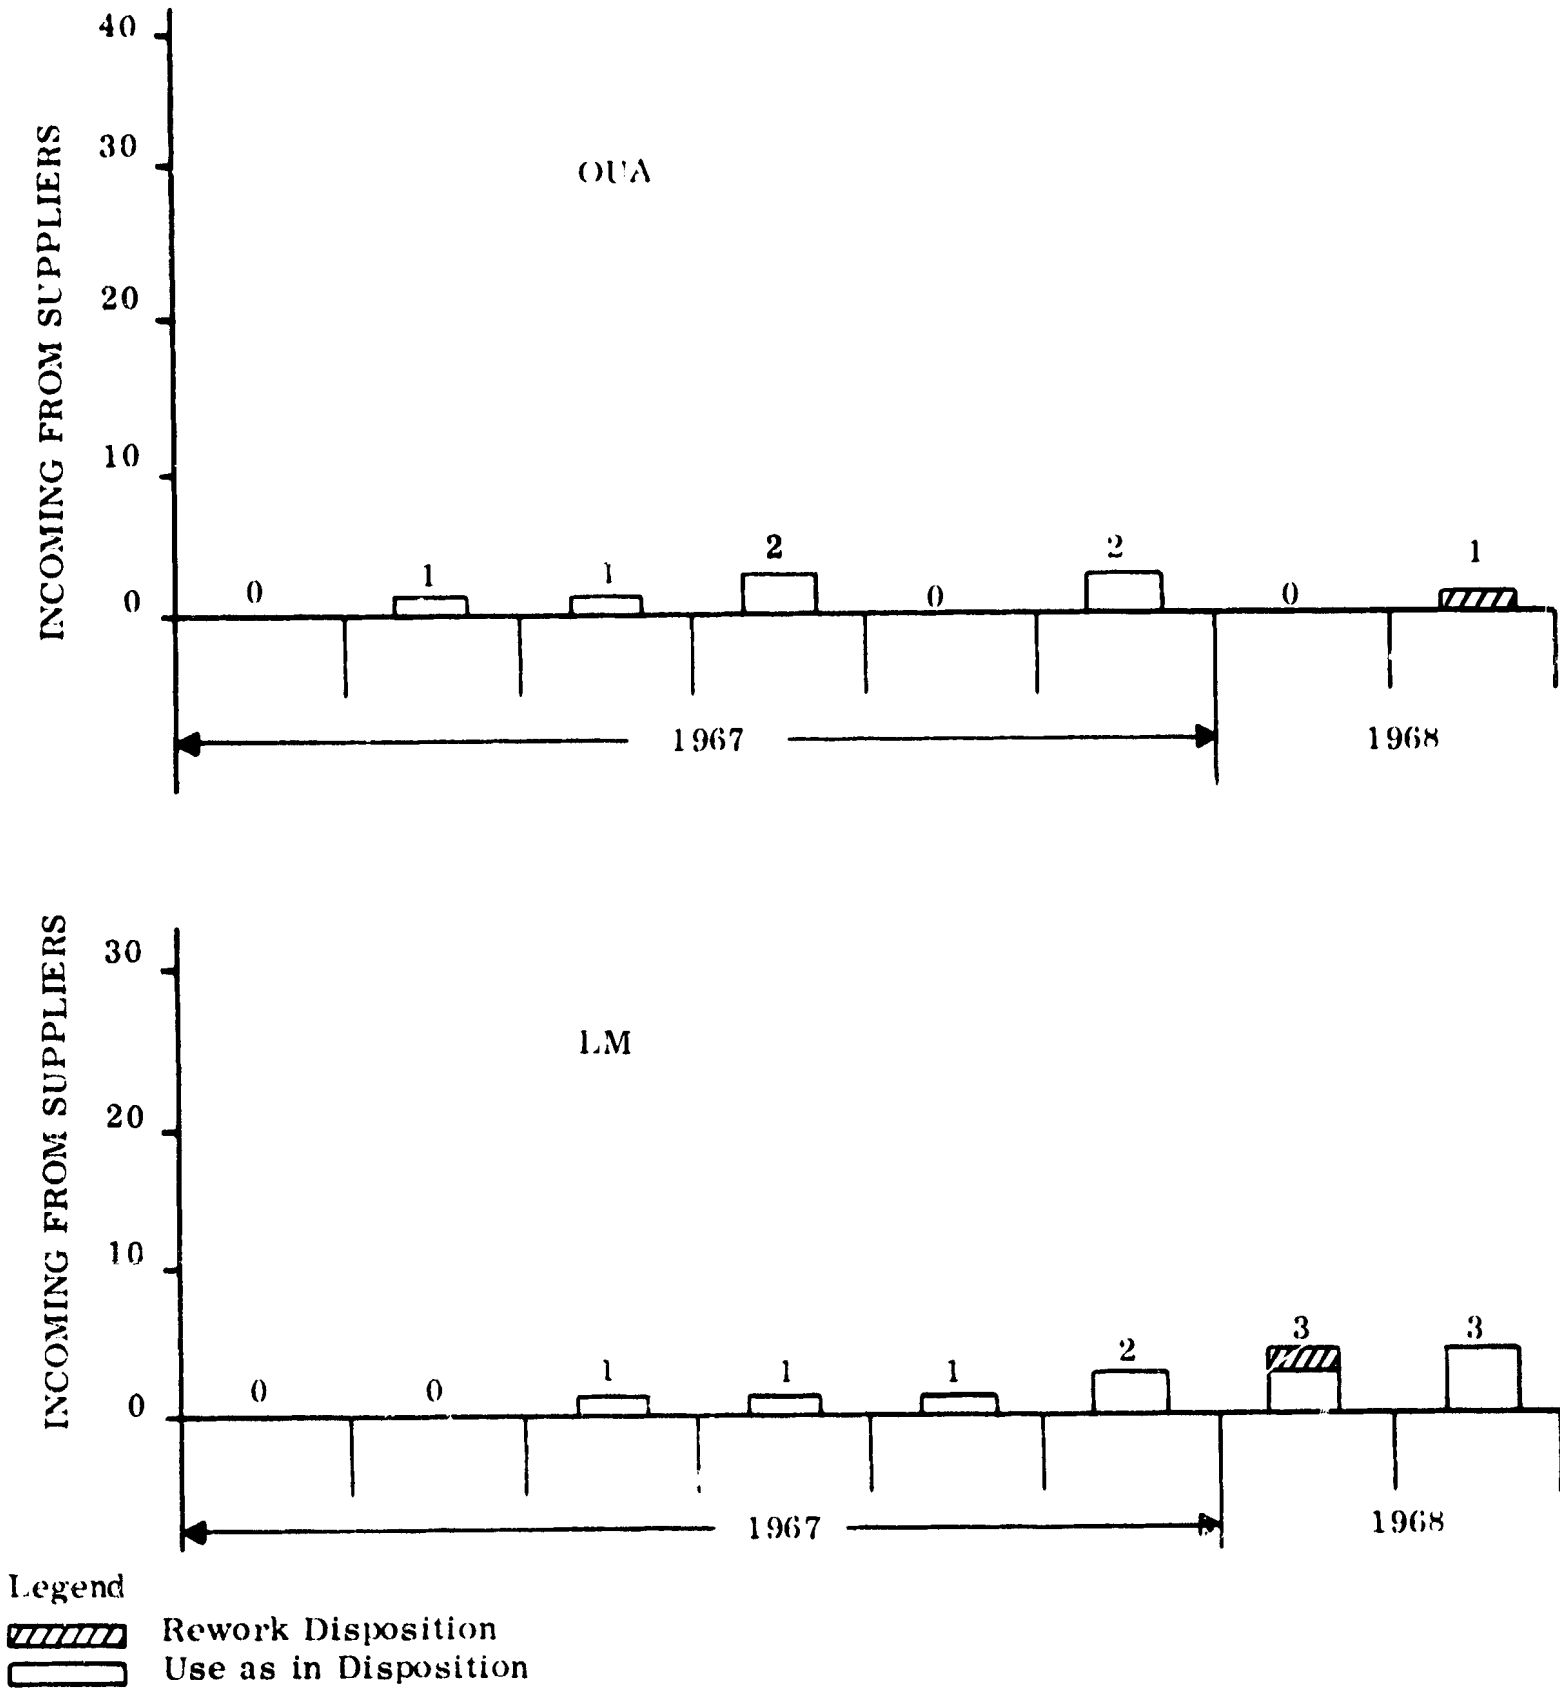 INCOMING FROM SUPPLIERS
40
30
20
10
0
OUA
0 1 1 2 0 2 0 1
1967 1968
INCOMING FROM SUPPLIERS
30
20
10
0
LM
0 0 1 1 1 2 3 3
1967 1968
Legend
Rework Disposition
Use as in Disposition